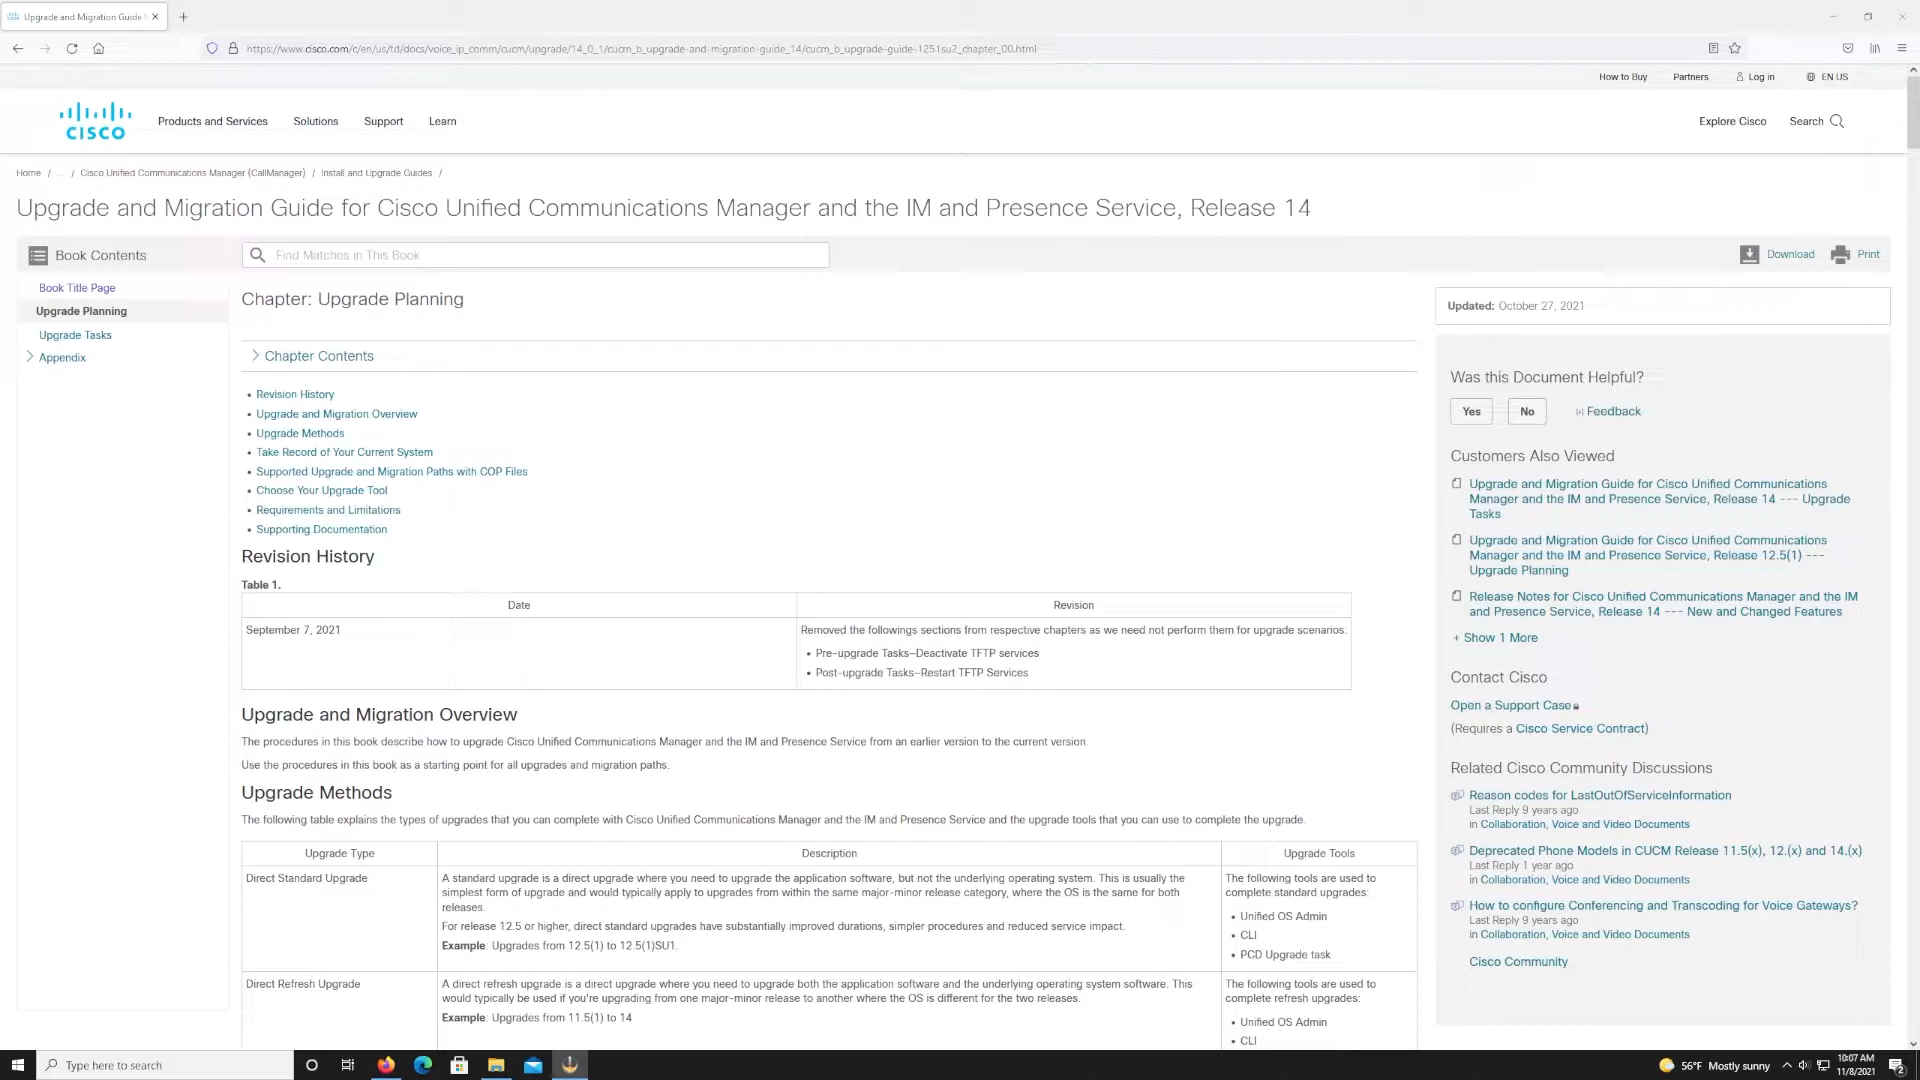 Upgrade and Migration Guide
https://www.cisco.com/c/en/us/td/docs/voice_ip_comm/cucm/upgrade/14_0_1/cucm_b_upgrade-and-migration-guide_14/cucm_b_upgrade-guide-1251su2_chapter_00.html
How to Buy Partners Log in EN US
CISCO
Products and Services Solutions Support Learn Explore Cisco Search
Home / ... / Cisco Unified Communications Manager (CallManager) / Install and Upgrade Guides /
Upgrade and Migration Guide for Cisco Unified Communications Manager and the IM and Presence Service, Release 14
Book Contents
Find Matches in This Book
Download Print
Book Title Page
Upgrade Planning
Upgrade Tasks
Appendix
Chapter: Upgrade Planning
Chapter Contents
• Revision History
• Upgrade and Migration Overview
• Upgrade Methods
• Take Record of Your Current System
• Supported Upgrade and Migration Paths with COP Files
• Choose Your Upgrade Tool
• Requirements and Limitations
• Supporting Documentation
Revision History
Table 1.
Date Revision
September 7, 2021
Removed the followings sections from respective chapters as we need not perform them for upgrade scenarios:
• Pre-upgrade Tasks—Deactivate TFTP services
• Post-upgrade Tasks—Restart TFTP Services
Upgrade and Migration Overview
The procedures in this book describe how to upgrade Cisco Unified Communications Manager and the IM and Presence Service from an earlier version to the current version.
Use the procedures in this book as a starting point for all upgrades and migration paths.
Upgrade Methods
The following table explains the types of upgrades that you can complete with Cisco Unified Communications Manager and the IM and Presence Service and the upgrade tools that you can use to complete the upgrade.
Upgrade Type Description Upgrade Tools
Direct Standard Upgrade
A standard upgrade is a direct upgrade where you need to upgrade the application software, but not the underlying operating system. This is usually the
simplest form of upgrade and would typically apply to upgrades from within the same major-minor release category, where the OS is the same for both
releases.
For release 12.5 or higher, direct standard upgrades have substantially improved durations, simpler procedures and reduced service impact.
Example: Upgrades from 12.5(1) to 12.5(1)SU1.
The following tools are used to
complete standard upgrades:
• Unified OS Admin
• CLI
• PCD Upgrade task
Direct Refresh Upgrade
A direct refresh upgrade is a direct upgrade where you need to upgrade both the application software and the underlying operating system software. This
would typically be used if you're upgrading from one major-minor release to another where the OS is different for the two releases.
Example: Upgrades from 11.5(1) to 14
The following tools are used to
complete refresh upgrades:
• Unified OS Admin
• CLI
Updated: October 27, 2021
Was this Document Helpful?
Yes No Feedback
Customers Also Viewed
Upgrade and Migration Guide for Cisco Unified Communications
Manager and the IM and Presence Service, Release 14 --- Upgrade
Tasks
Upgrade and Migration Guide for Cisco Unified Communications
Manager and the IM and Presence Service, Release 12.5(1) ---
Upgrade Planning
Release Notes for Cisco Unified Communications Manager and the IM
and Presence Service, Release 14 --- New and Changed Features
+ Show 1 More
Contact Cisco
Open a Support Case
(Requires a Cisco Service Contract)
Related Cisco Community Discussions
Reason codes for LastOutOfServiceInformation
Last Reply 9 years ago
in Collaboration, Voice and Video Documents
Deprecated Phone Models in CUCM Release 11.5(x), 12.(x) and 14.(x)
Last Reply 1 year ago
in Collaboration, Voice and Video Documents
How to configure Conferencing and Transcoding for Voice Gateways?
Last Reply 9 years ago
in Collaboration, Voice and Video Documents
Cisco Community
Type here to search
56°F Mostly sunny
10:07 AM
11/8/2021
2